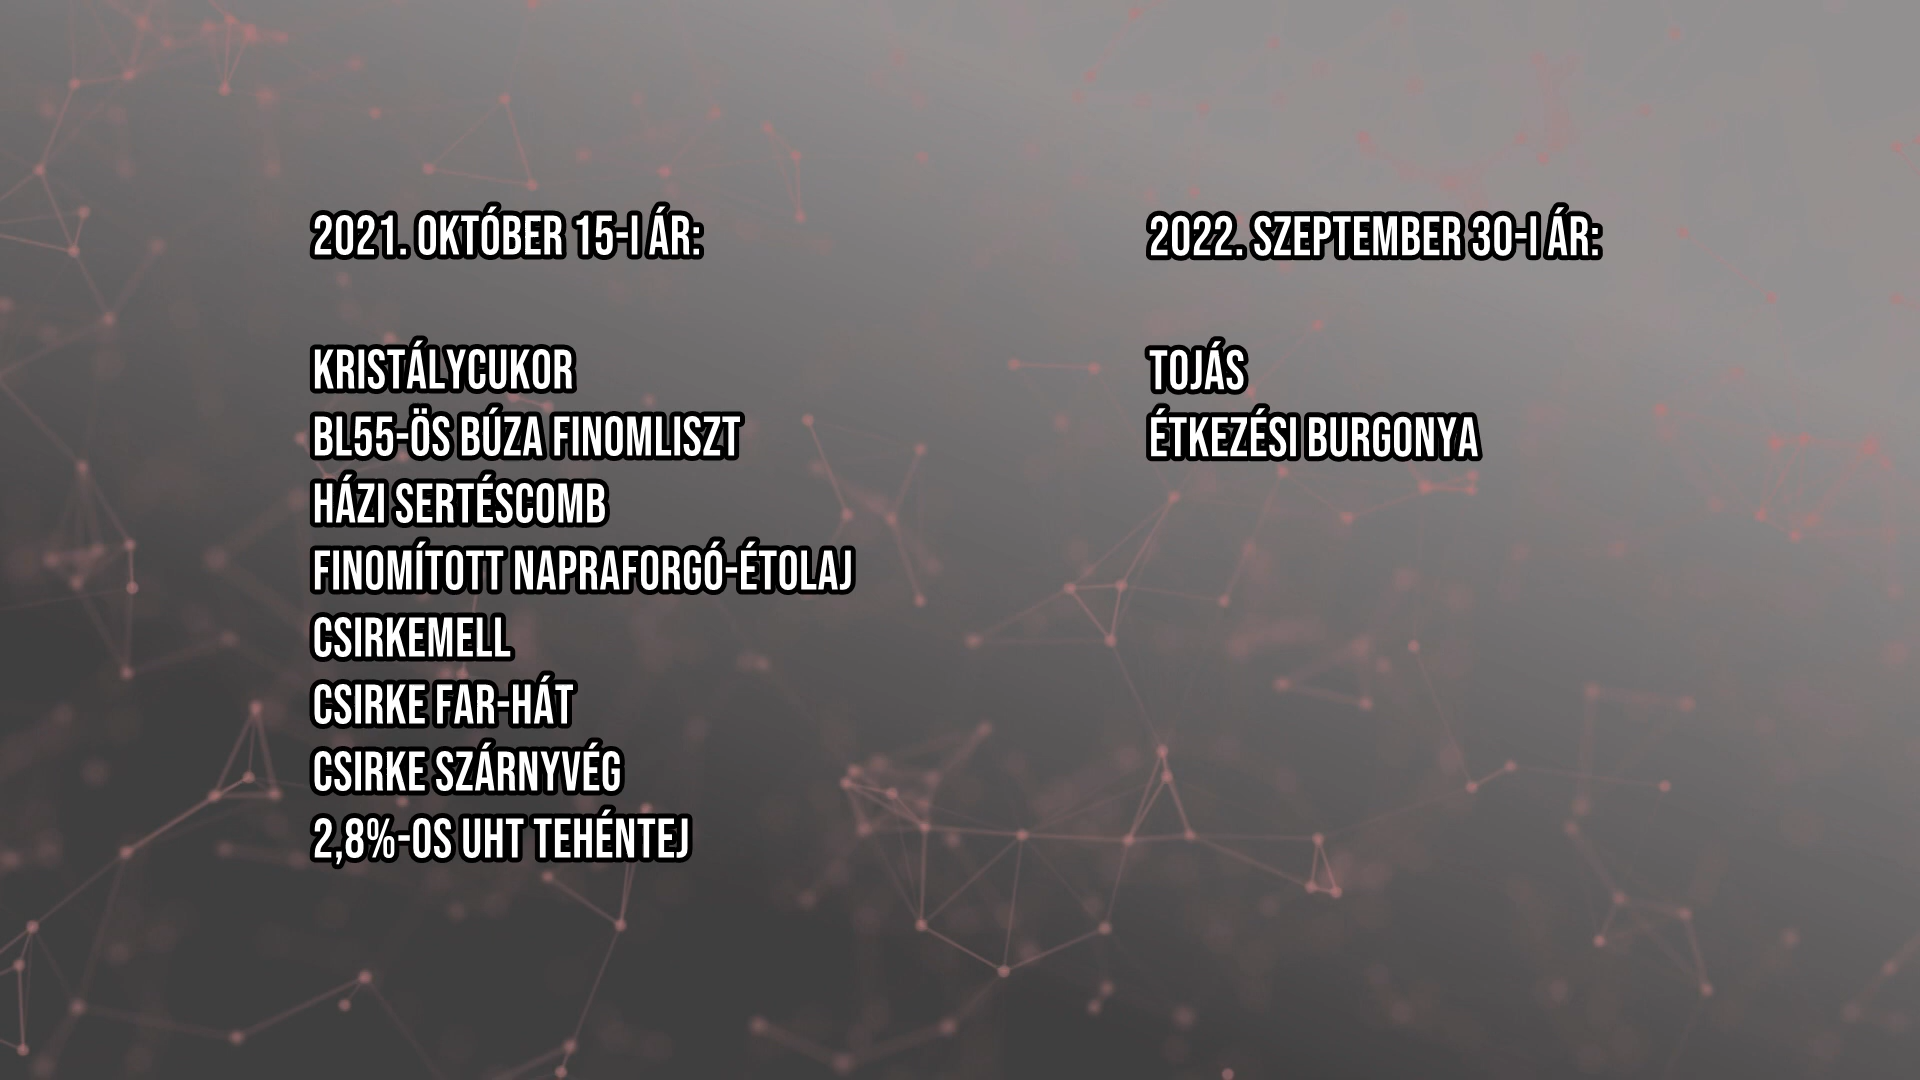 2021. OKTÓBER 15-I ÁR:
KRISTÁLYCUKOR
BL55-ÖS BÚZA FINOMLISZT
HÁZI SERTÉSCOMB
FINOMÍTOTT NAPRAFORGÓ-ÉTOLAJ
CSIRKEMELL
CSIRKE FAR-HÁT
CSIRKE SZÁRNYVÉG
2,8%-OS UHT TEHÉNTEJ
2022. SZEPTEMBER 30-I ÁR:
TOJÁS
ÉTKEZÉSI BURGONYA